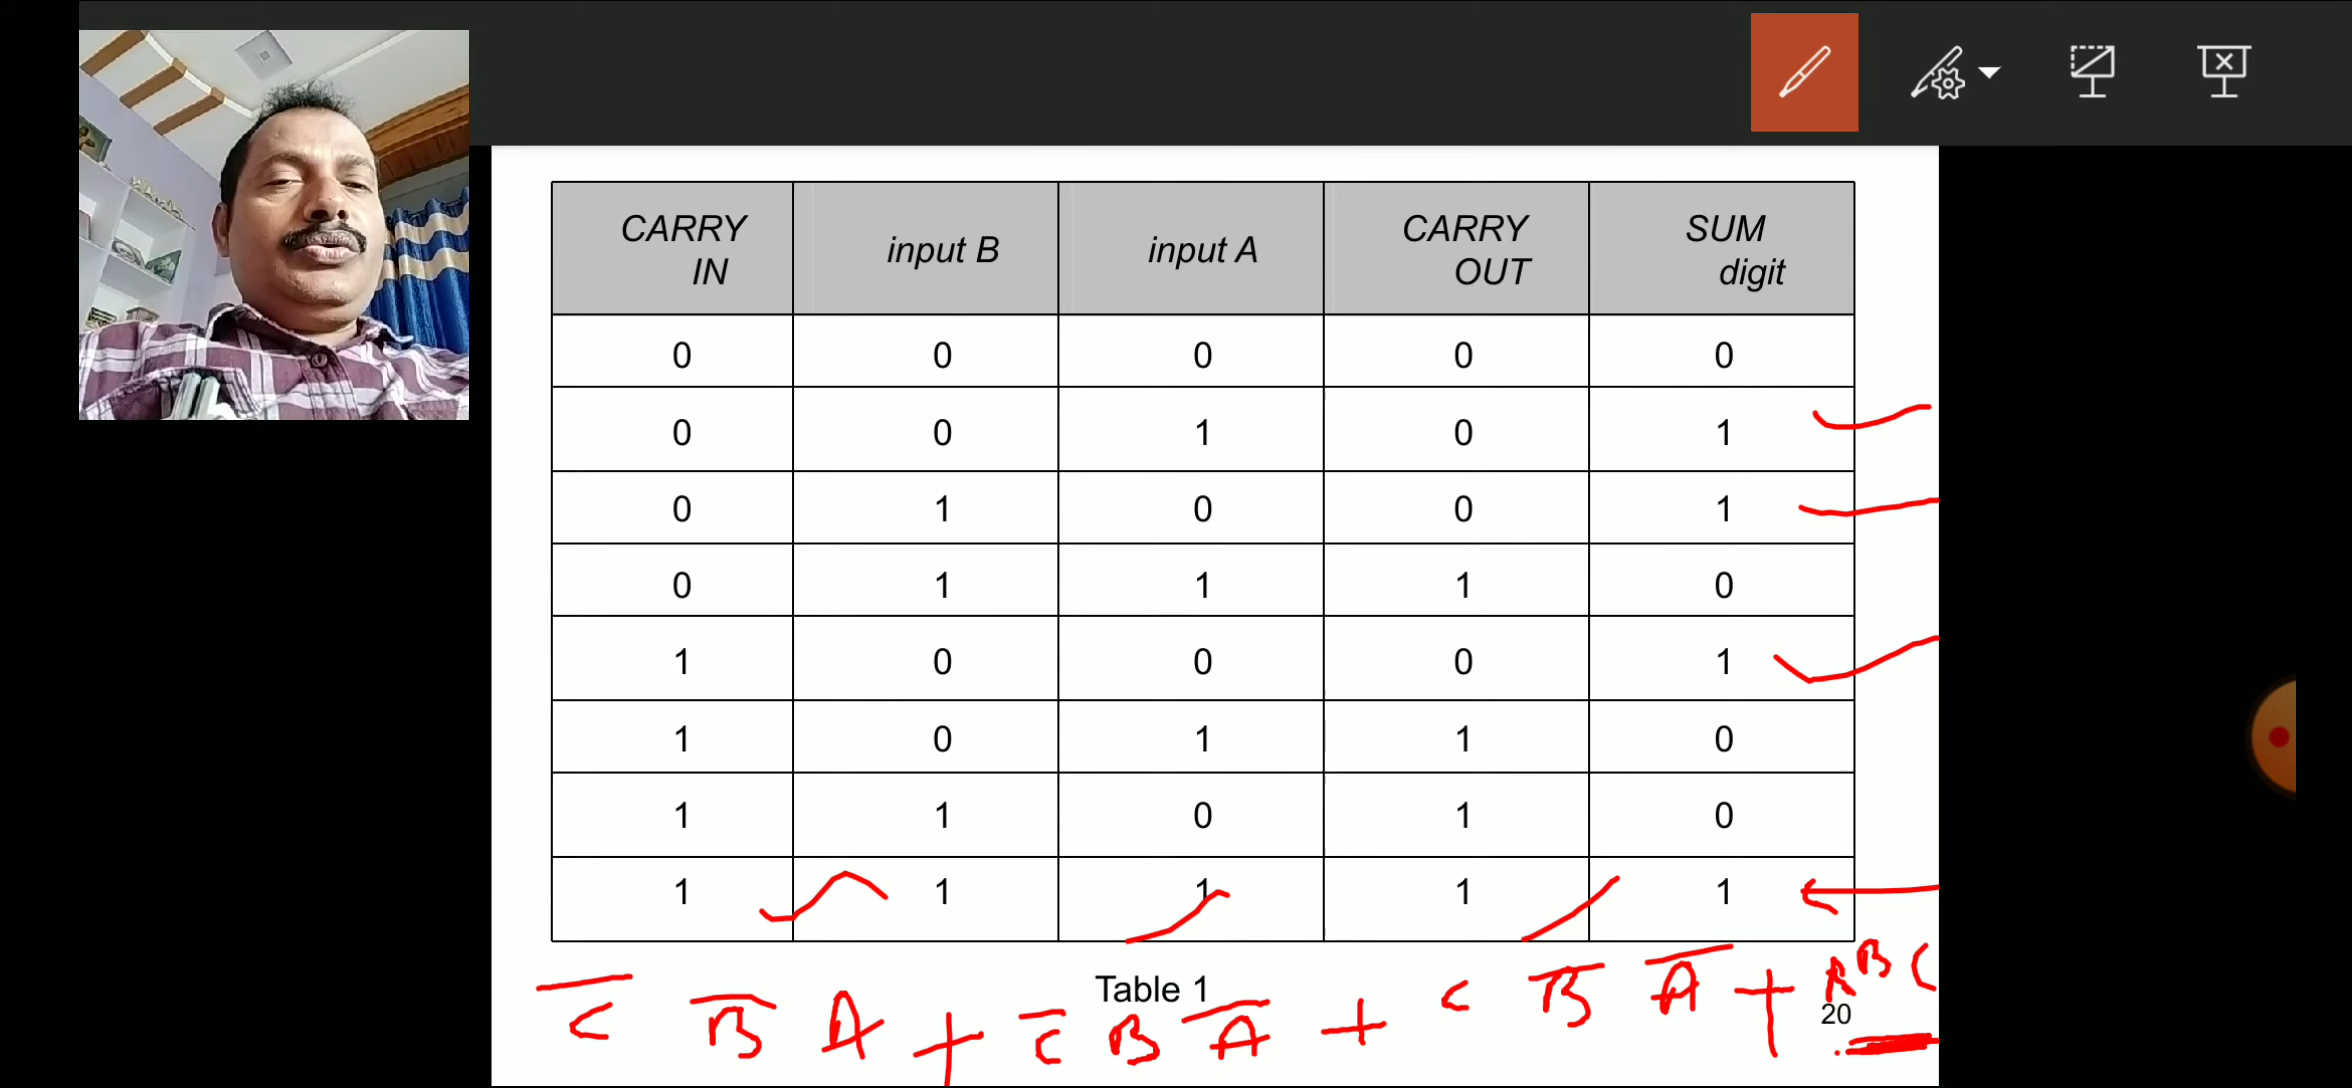 CARRY IN input B input A CARRY OUT SUM digit
0 0 0 0 0
0 0 1 0 1
0 1 0 0 1
0 1 1 1 0
1 0 0 0 1
1 0 1 1 0
1 1 0 1 0
1 1 1 1 1
Table 1
C̅ B̅ A + C̅ B A̅ + C B̅ A̅ + A B C
20